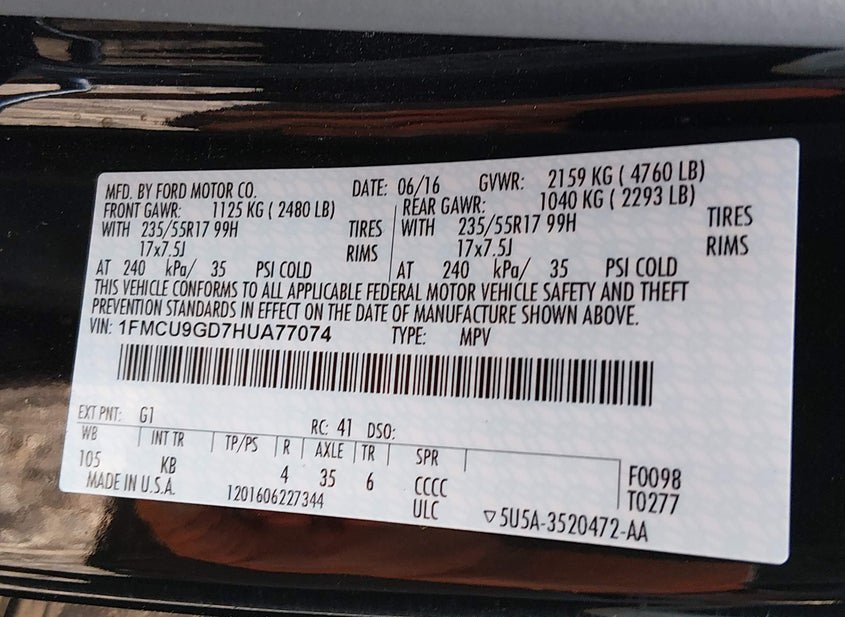 MFD. BY FORD MOTOR CO. DATE: 06/16 GVWR: 2159 KG ( 4760 LB)
FRONT GAWR: 1125 KG ( 2480 LB) REAR GAWR: 1040 KG ( 2293 LB)
WITH 235/55R17 99H TIRES WITH 235/55R17 99H TIRES
17x7.5J RIMS 17x7.5J RIMS
AT 240 kPa/ 35 PSI COLD AT 240 kPa/ 35 PSI COLD
THIS VEHICLE CONFORMS TO ALL APPLICABLE FEDERAL MOTOR VEHICLE SAFETY AND THEFT
PREVENTION STANDARDS IN EFFECT ON THE DATE OF MANUFACTURE SHOWN ABOVE.
VIN: 1FMCU9GD7HUA77074 TYPE: MPV
EXT PNT: G1 RC: 41 DSO:
WB INT TR TP/PS R AXLE TR SPR
105 KB 4 35 6 CCCC F0098
MADE IN U.S.A. 1201606227344 ULC T0277
▽5U5A-3520472-AA